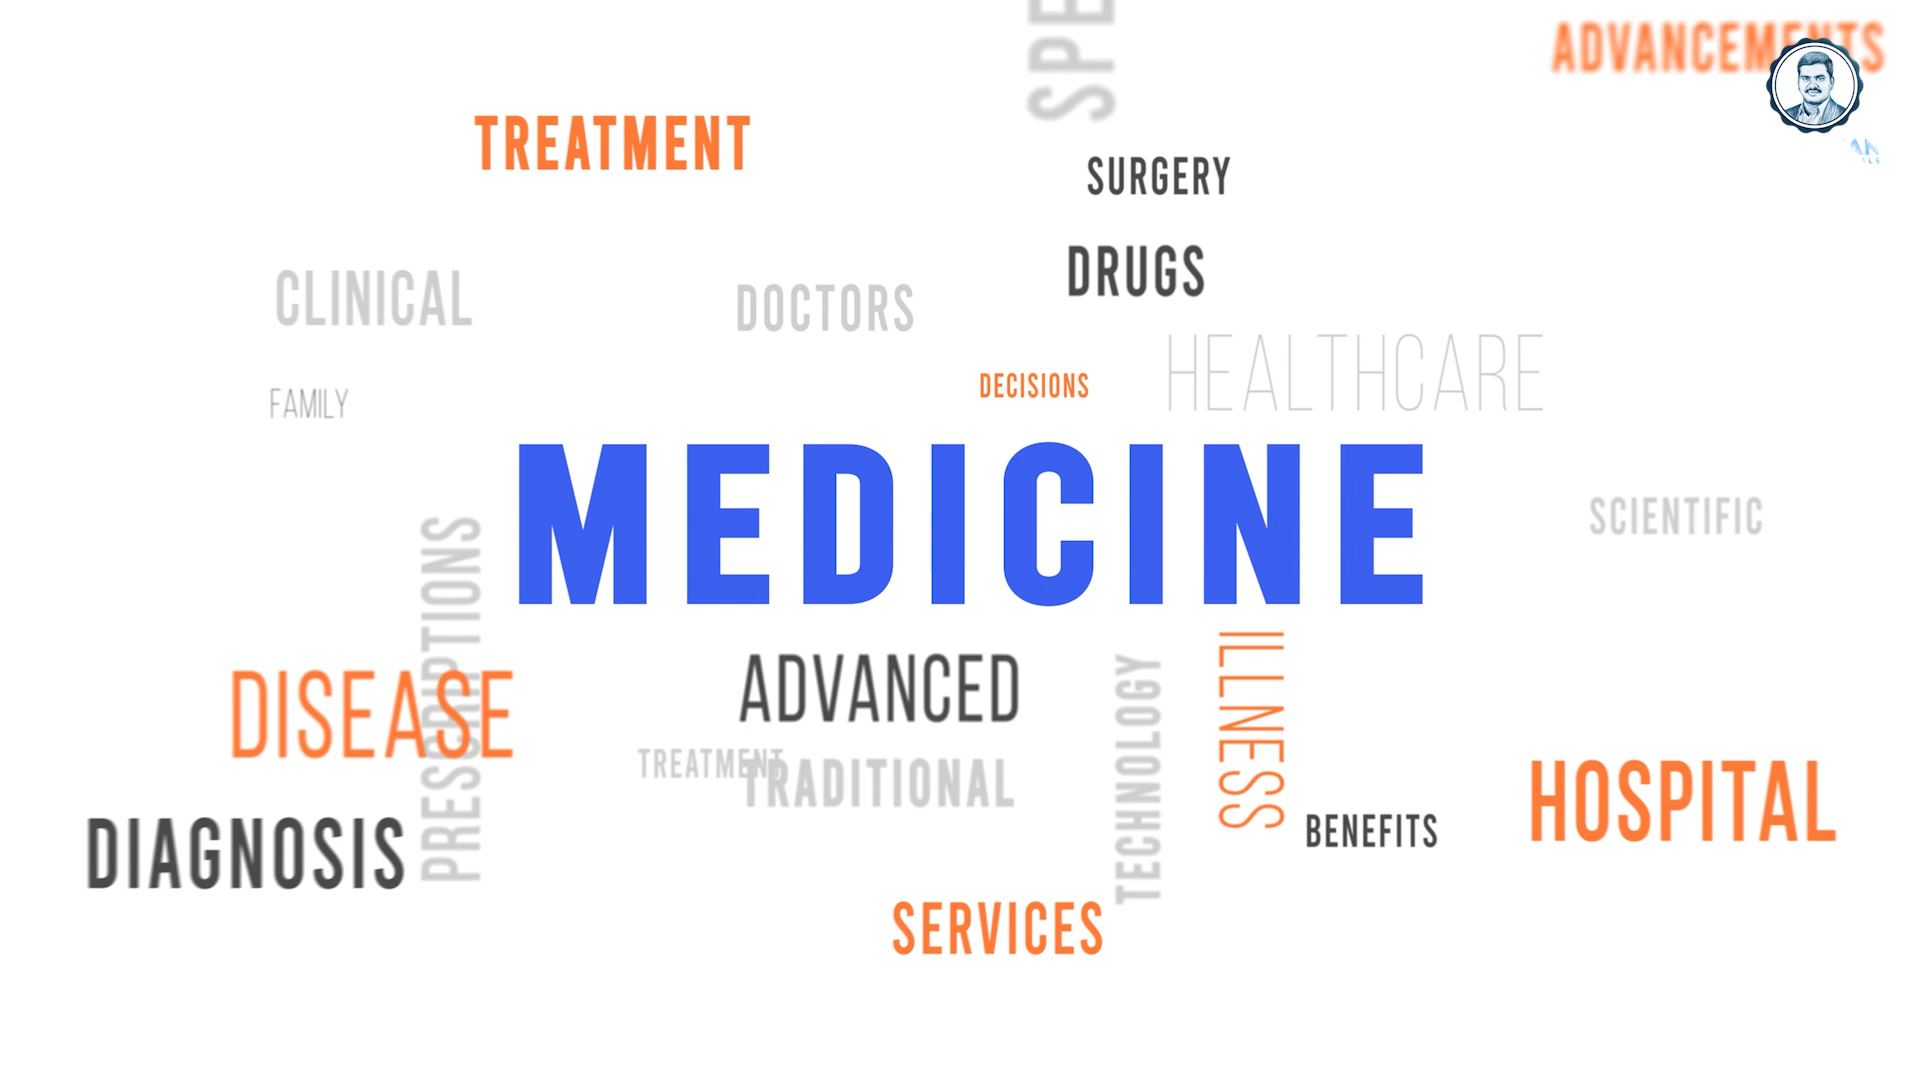 ADVANCEMENTS
SPE
TREATMENT
SURGERY
DRUGS
CLINICAL
DOCTORS
HEALTHCARE
DECISIONS
FAMILY
MEDICINE
SCIENTIFIC
PRESCRIPTIONS
DISEASE
ADVANCED
TECHNOLOGY
ILLNESS
TREATMENT
TRADITIONAL
HOSPITAL
BENEFITS
DIAGNOSIS
SERVICES